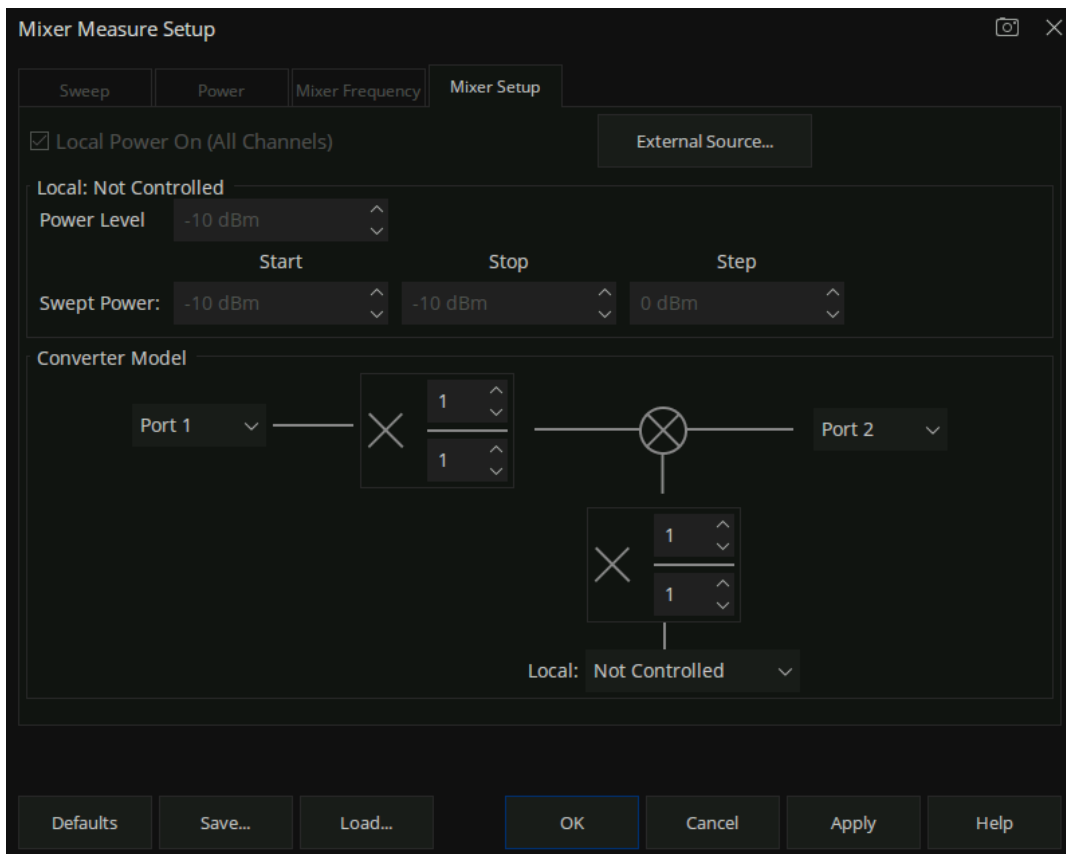 Mixer Measure Setup
Sweep Power Mixer Frequency Mixer Setup
Local Power On (All Channels) External Source...
Local: Not Controlled
Power Level -10 dBm
Start Stop Step
Swept Power: -10 dBm -10 dBm 0 dBm
Converter Model
1
Port 1 Port 2
1
1
1
Local: Not Controlled
Defaults Save... Load... OK Cancel Apply Help